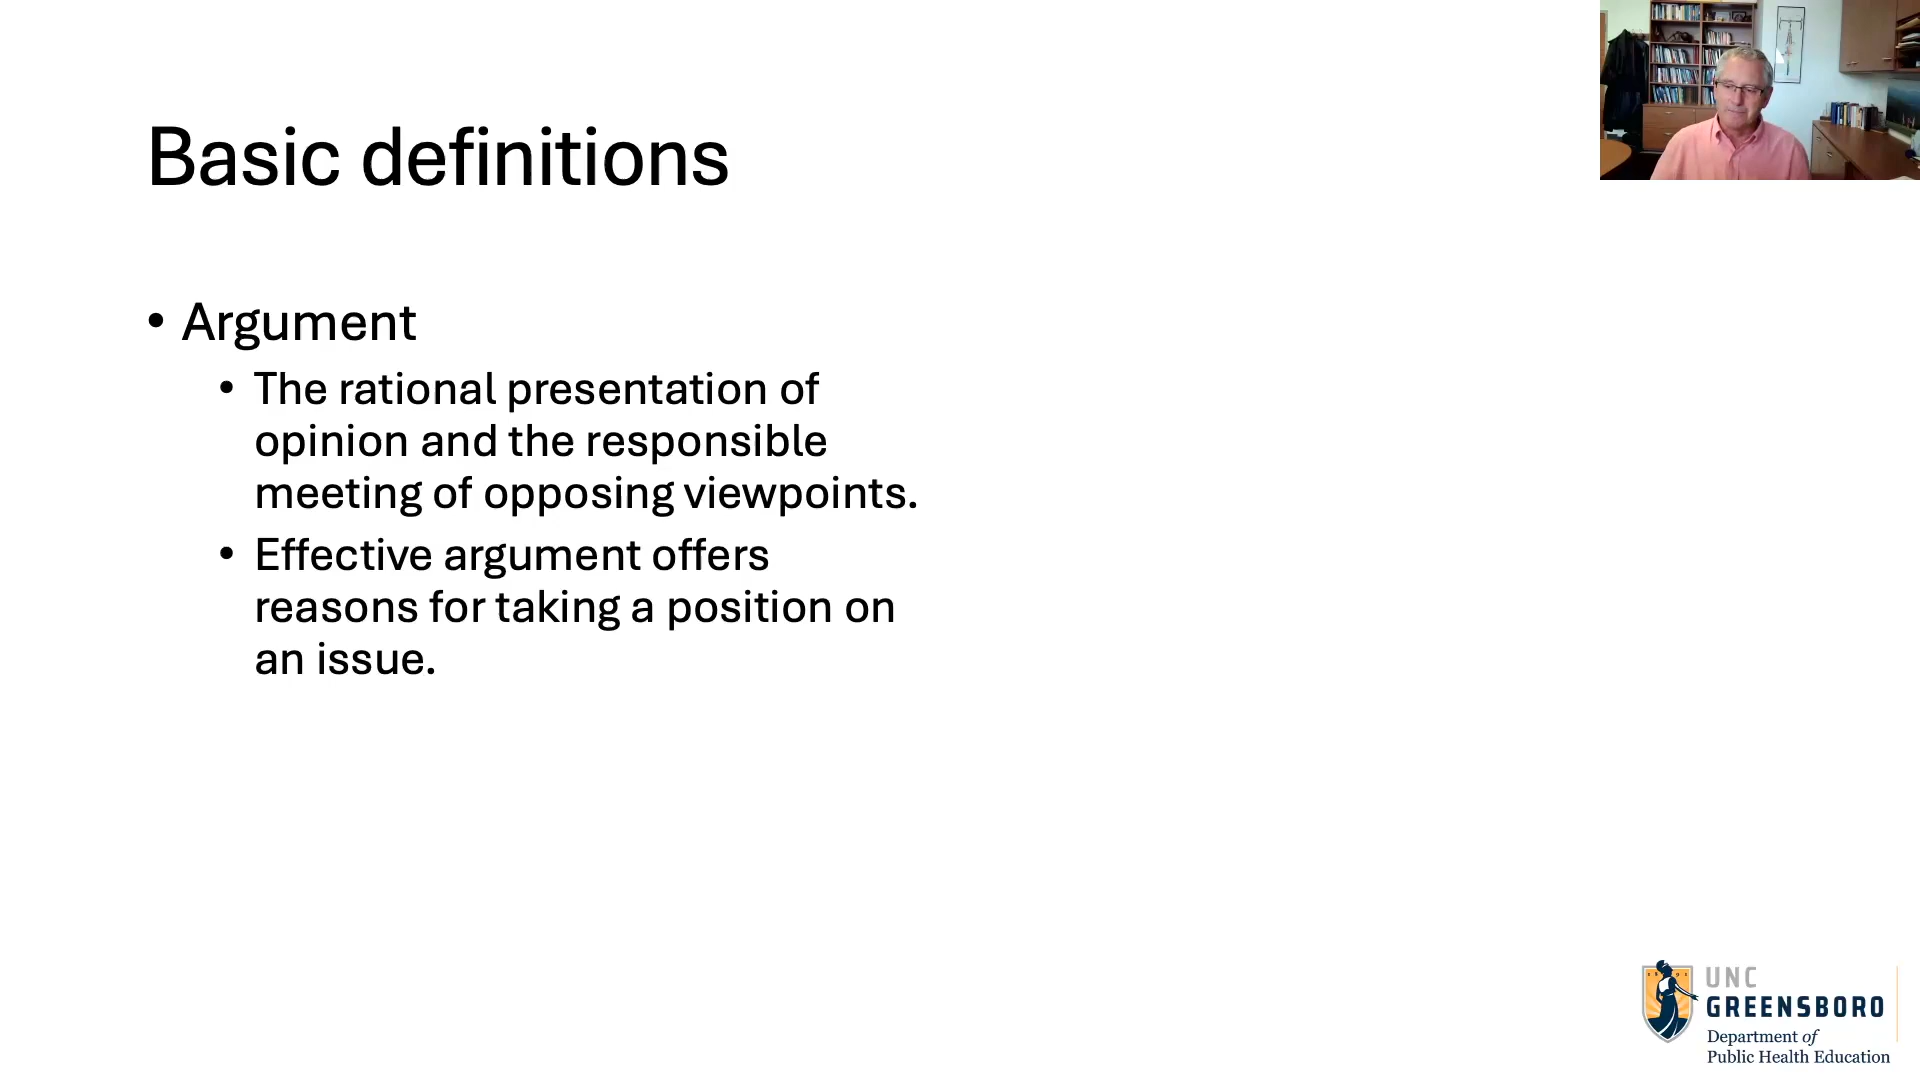 Basic definitions
• Argument
• The rational presentation of
opinion and the responsible
meeting of opposing viewpoints.
• Effective argument offers
reasons for taking a position on
an issue.
UNC
GREENSBORO
Department of
Public Health Education